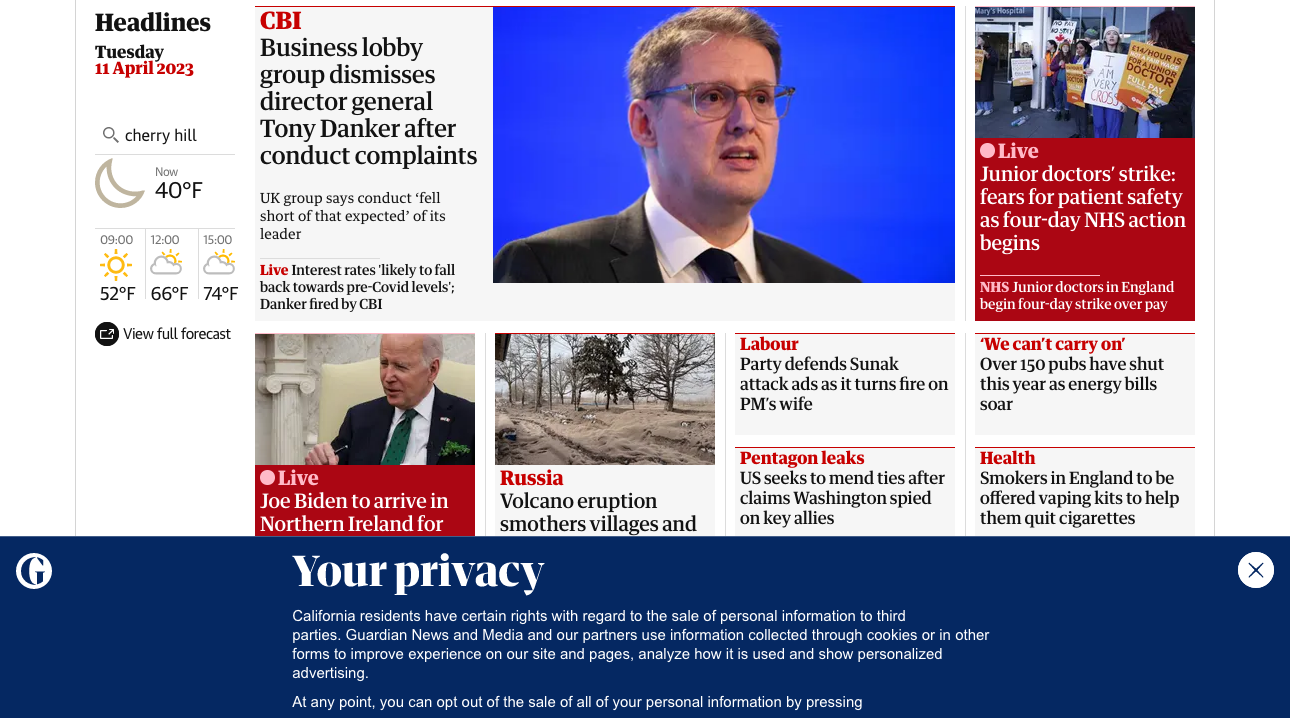 Headlines
Tuesday
11 April 2023
cherry hill
Now
40°F
09:00
52°F
12:00
66°F
15:00
74°F
View full forecast
CBI
Business lobby
group dismisses
director general
Tony Danker after
conduct complaints
UK group says conduct ‘fell
short of that expected’ of its
leader
Live Interest rates 'likely to fall
back towards pre-Covid levels';
Danker fired by CBI
Mary's Hospital
NO PAY
NO STAY
£14/HOUR IS
DOCTOR
FULL PAY
I
AM
VERY
CROSS
Live
Junior doctors’ strike:
fears for patient safety
as four-day NHS action
begins
NHS Junior doctors in England
begin four-day strike over pay
Live
Joe Biden to arrive in
Northern Ireland for
Russia
Volcano eruption
smothers villages and
Labour
Party defends Sunak
attack ads as it turns fire on
PM’s wife
Pentagon leaks
US seeks to mend ties after
claims Washington spied
on key allies
‘We can’t carry on’
Over 150 pubs have shut
this year as energy bills
soar
Health
Smokers in England to be
offered vaping kits to help
them quit cigarettes
G
Your privacy
California residents have certain rights with regard to the sale of personal information to third
parties. Guardian News and Media and our partners use information collected through cookies or in other
forms to improve experience on our site and pages, analyze how it is used and show personalized
advertising.
At any point, you can opt out of the sale of all of your personal information by pressing